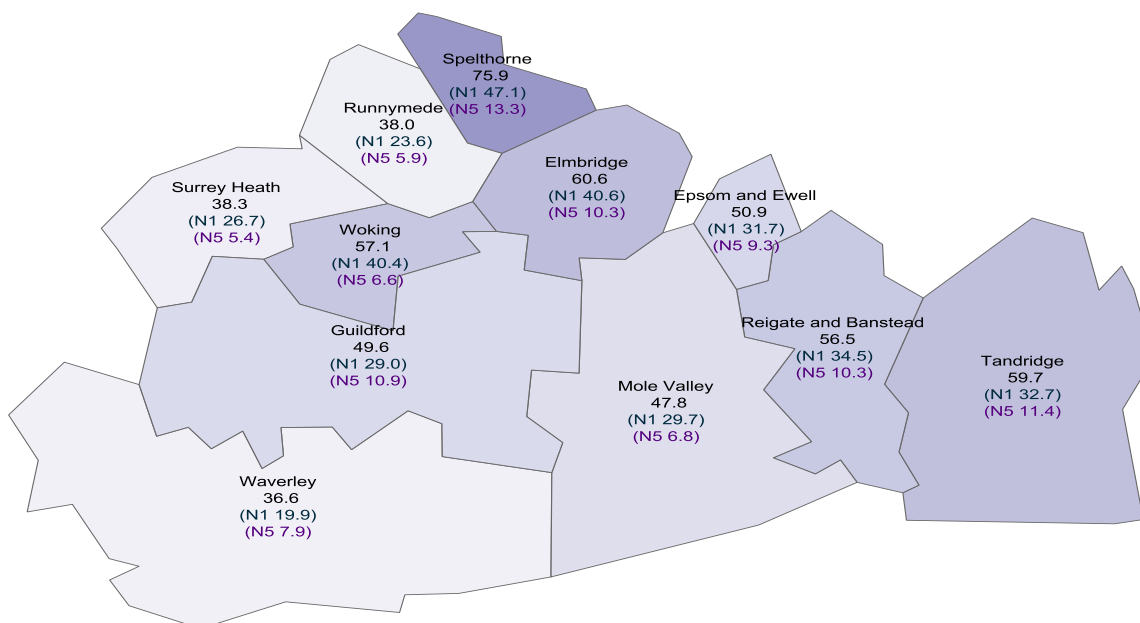 Spelthorne
75.9
(N1 47.1)
(N5 13.3)
Runnymede
38.0
(N1 23.6)
(N5 5.9)
Elmbridge
60.6
(N1 40.6)
(N5 10.3)
Surrey Heath
38.3
(N1 26.7)
(N5 5.4)
Epsom and Ewell
50.9
(N1 31.7)
(N5 9.3)
Woking
57.1
(N1 40.4)
(N5 6.6)
Guildford
49.6
(N1 29.0)
(N5 10.9)
Reigate and Banstead
56.5
(N1 34.5)
(N5 10.3)
Tandridge
59.7
(N1 32.7)
(N5 11.4)
Mole Valley
47.8
(N1 29.7)
(N5 6.8)
Waverley
36.6
(N1 19.9)
(N5 7.9)